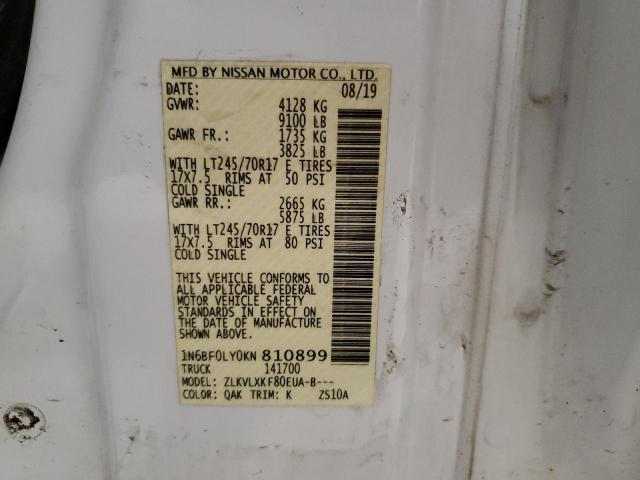 MFD BY NISSAN MOTOR CO., LTD.
DATE: 08/19
GVWR: 4128 KG
9100 LB
GAWR FR.: 1735 KG
3825 LB
WITH LT245/70R17 E TIRES
17X7.5 RIMS AT 50 PSI
COLD SINGLE
GAWR RR.: 2665 KG
5875 LB
WITH LT245/70R17 E TIRES
17X7.5 RIMS AT 80 PSI
COLD SINGLE
THIS VEHICLE CONFORMS TO
ALL APPLICABLE FEDERAL
MOTOR VEHICLE SAFETY
STANDARDS IN EFFECT ON
THE DATE OF MANUFACTURE
SHOWN ABOVE.
1N6BF0LY0KN810899
TRUCK 141700
MODEL: ZLKVLXKF80EUA-B---
COLOR: QAK TRIM: K ZS10A